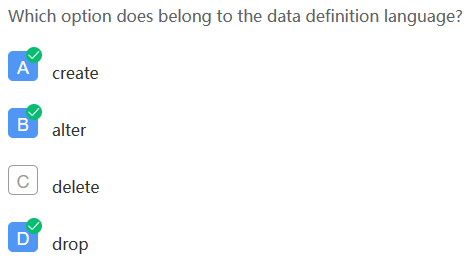 Which option does belong to the data definition language?
A create
B alter
C delete
D drop